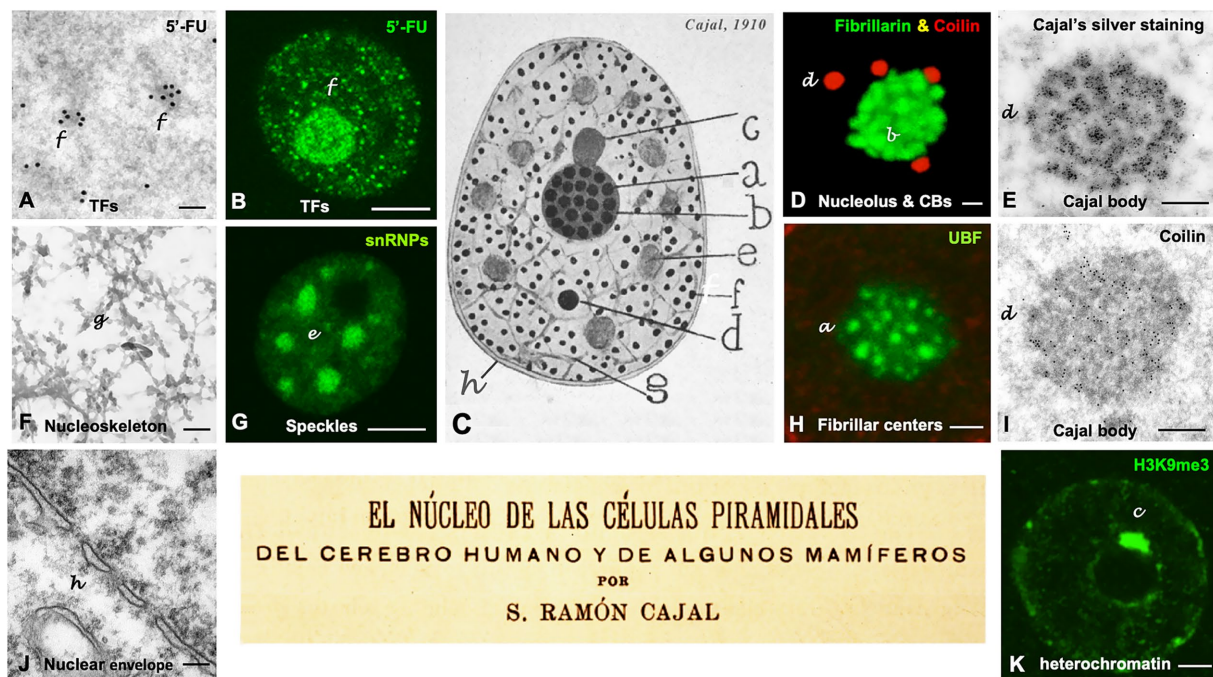 5’-FU
f
f
A
TFs
5’-FU
f
B
TFs
Cajal, 1910
c
a
b
e
f
f
d
h
g
C
Fibrillarin & Coilin
d
b
D
Nucleolus & CBs
Cajal’s silver staining
d
E
Cajal body
g
F
Nucleoskeleton
snRNPs
e
G
Speckles
UBF
a
H
Fibrillar centers
Coilin
d
I
Cajal body
h
J
Nuclear envelope
EL NÚCLEO DE LAS CÉLULAS PIRAMIDALES
DEL CEREBRO HUMANO Y DE ALGUNOS MAMÍFEROS
POR
S. RAMÓN CAJAL
H3K9me3
c
K
heterochromatin